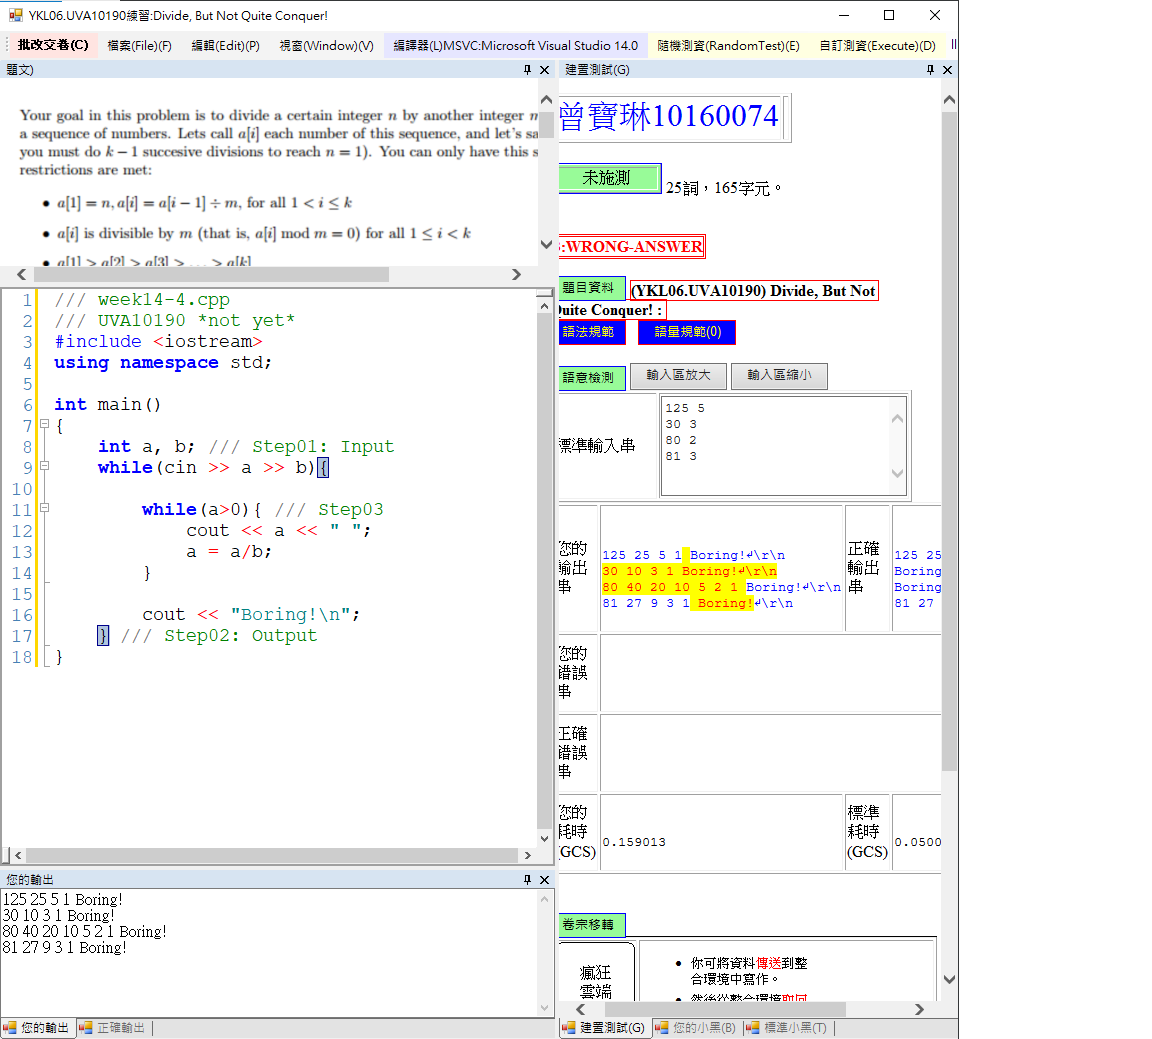 YKL06.UVA10190練習:Divide, But Not Quite Conquer!
批改交卷(C) 檔案(File)(F) 編輯(Edit)(P) 視窗(Window)(V) 編譯器(L)MSVC:Microsoft Visual Studio 14.0 隨機測資(RandomTest)(E) 自訂測資(Execute)(D)
題文)
Your goal in this problem is to divide a certain integer n by another integer
a sequence of numbers. Lets call a[i] each number of this sequence, and let's sa
you must do k − 1 succesive divisions to reach n = 1). You can only have this s
restrictions are met:
• a[1] = n, a[i] = a[i − 1] ÷ m, for all 1 < i ≤ k
• a[i] is divisible by m (that is, a[i] mod m = 0) for all 1 ≤ i < k
• a[1] > a[2] > a[3] > . . . > a[k]
1 /// week14-4.cpp
2 /// UVA10190 *not yet*
3 #include <iostream>
4 using namespace std;
5
6 int main()
7 {
8 int a, b; /// Step01: Input
9 while(cin >> a >> b){
10
11 while(a>0){ /// Step03
12 cout << a << " ";
13 a = a/b;
14 }
15
16 cout << "Boring!\n";
17 } /// Step02: Output
18 }
您的輸出
125 25 5 1 Boring!
30 10 3 1 Boring!
80 40 20 10 5 2 1 Boring!
81 27 9 3 1 Boring!
您的輸出 正確輸出
建置測試(G)
曾寶琳10160074
未施測 25詞，165字元。
:WRONG-ANSWER
題目資料 (YKL06.UVA10190) Divide, But Not
Quite Conquer! :
語法規範 語量規範(0)
語意檢測 輸入區放大 輸入區縮小
標準輸入串
125 5
30 3
80 2
81 3
您的
輸出
串
125 25 5 1 Boring!↲\r\n
30 10 3 1 Boring!↲\r\n
80 40 20 10 5 2 1 Boring!↲\r\n
81 27 9 3 1 Boring!↲\r\n
正確
輸出
串
125 25
Boring
Boring
81 27
您的
錯誤
串
正確
錯誤
串
您的
耗時
(GCS)
0.159013
標準
耗時
(GCS)
0.0500
卷宗移轉
瘋狂
雲端
• 你可將資料傳送到整
合環境中寫作。
• 然後從整合環境取回
建置測試(G) 您的小黑(B) 標準小黑(T)